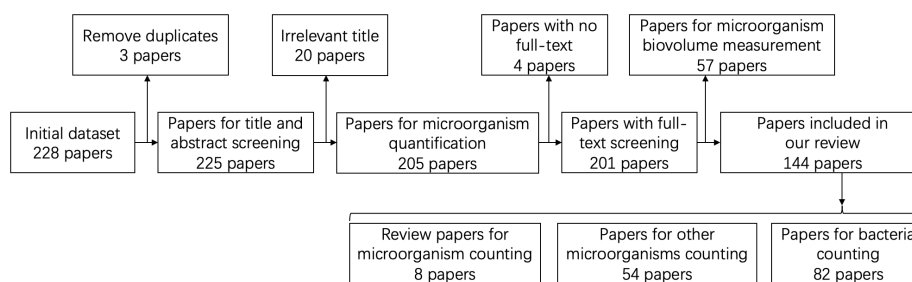 Remove duplicates
3 papers
Irrelevant title
20 papers
Papers with no
full-text
4 papers
Papers for microorganism
biovolume measurement
57 papers
Initial dataset
228 papers
Papers for title and
abstract screening
225 papers
Papers for microorganism
quantification
205 papers
Papers with full-
text screening
201 papers
Papers included in
our review
144 papers
Review papers for
microorganism counting
8 papers
Papers for other
microorganisms counting
54 papers
Papers for bacteria
counting
82 papers